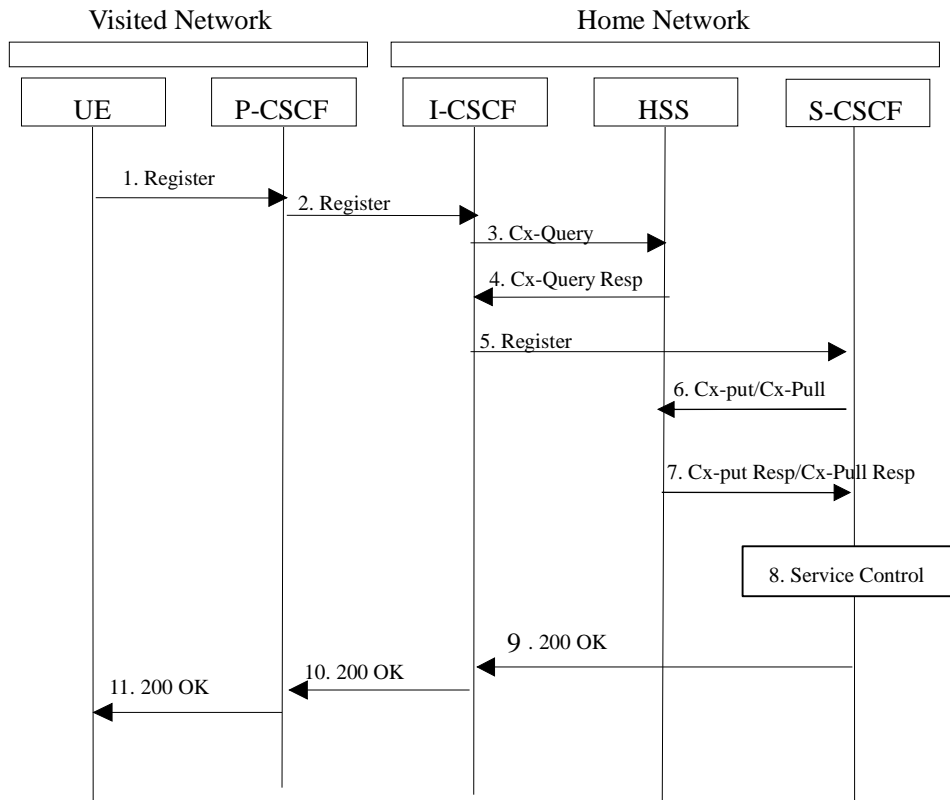 Visited Network
Home Network
UE
P-CSCF
I-CSCF
HSS
S-CSCF
1. Register
2. Register
3. Cx-Query
4. Cx-Query Resp
5. Register
6. Cx-put/Cx-Pull
7. Cx-put Resp/Cx-Pull Resp
8. Service Control
9 . 200 OK
10. 200 OK
11. 200 OK